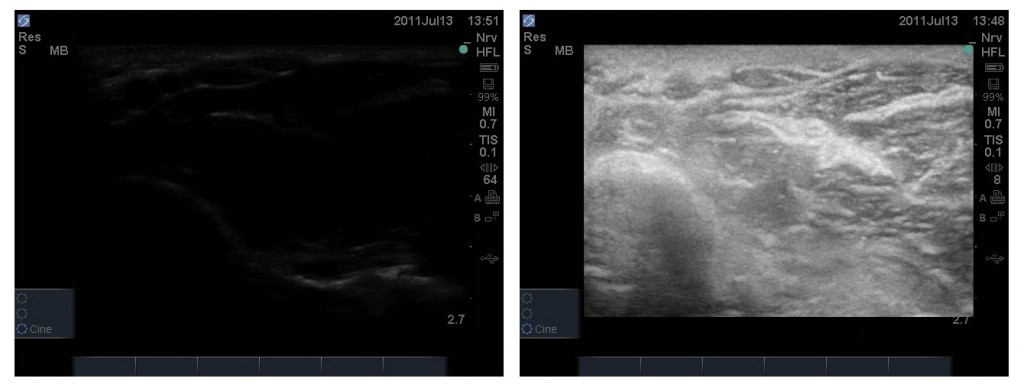 2011Jul13 13:51
Res
S MB
Nrv
HFL
99%
MI
0.7
TIS
0.1
64
A
B
Cine
2.7
2011Jul13 13:48
Res
S MB
Nrv
HFL
99%
MI
0.7
TIS
0.1
8
A
B
Cine
2.7